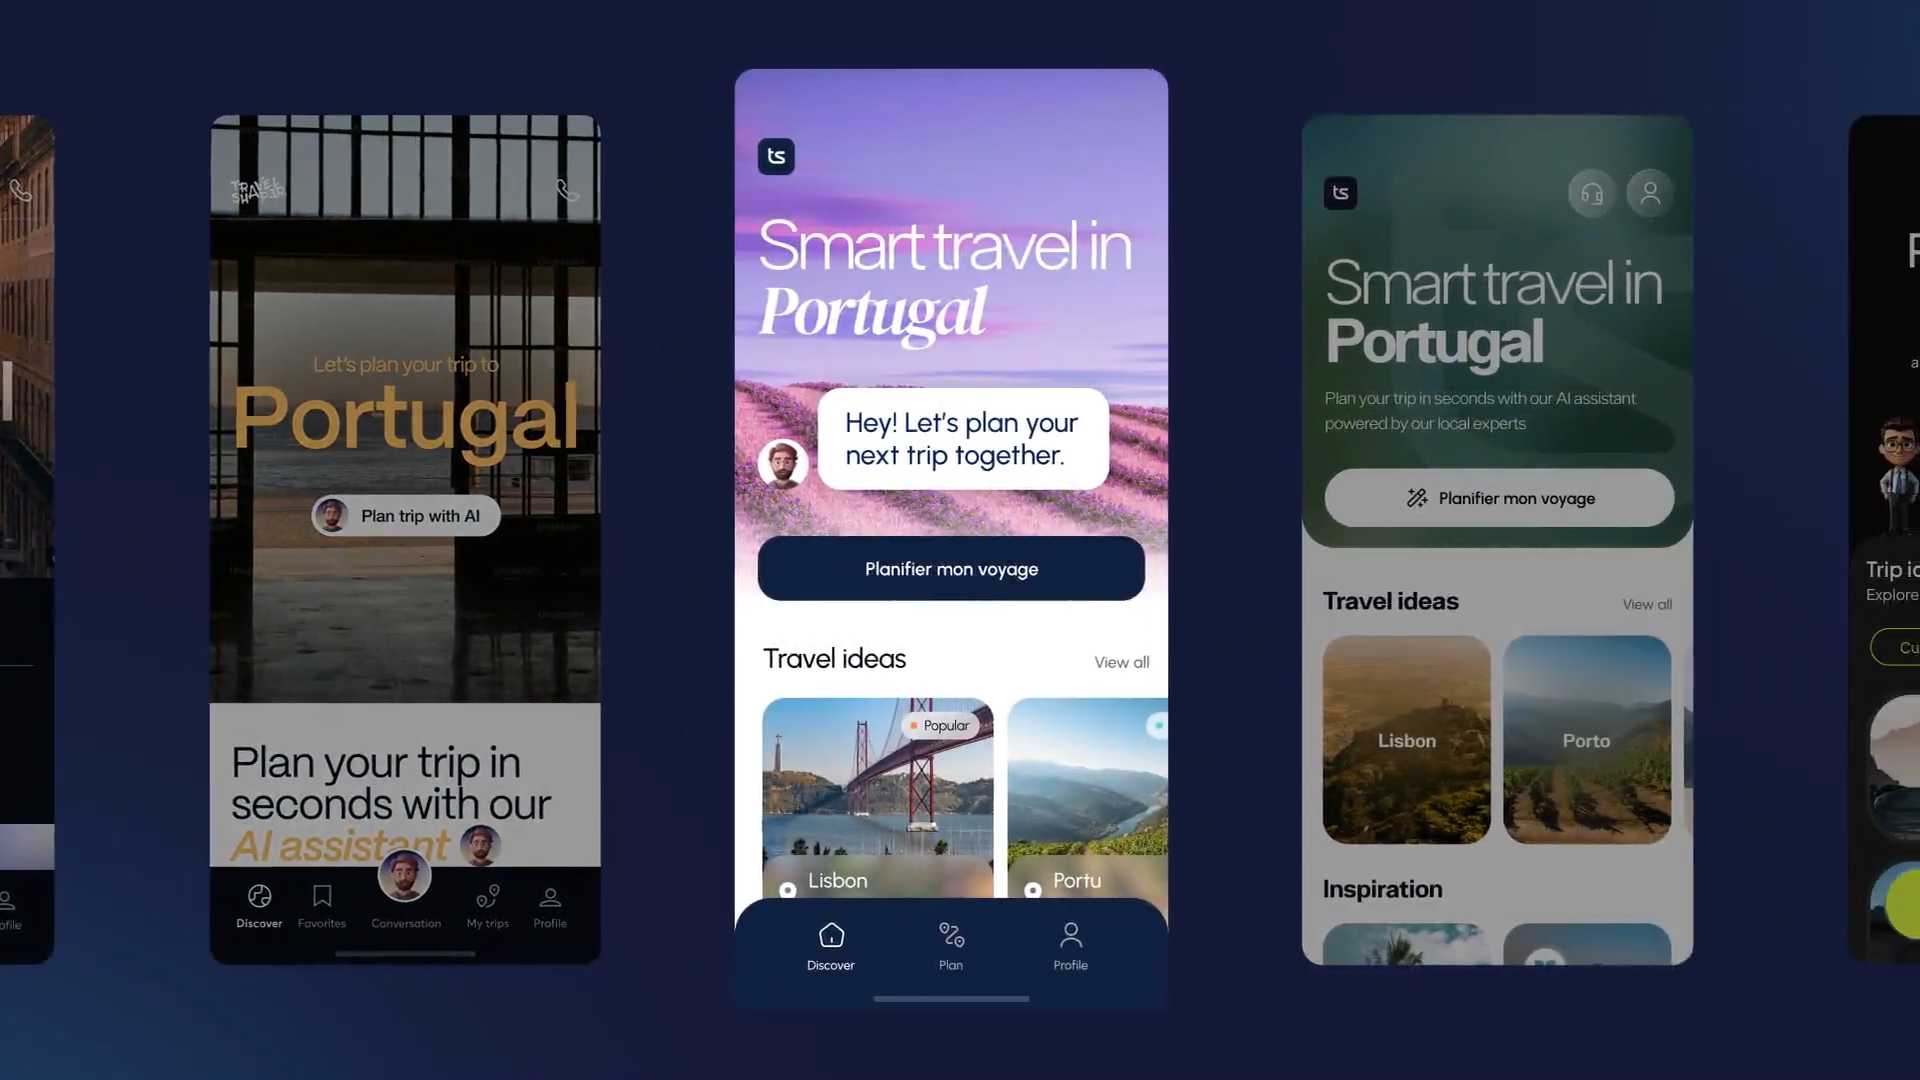 l
ofile
TRAVEL
SHAPER
Let's plan your trip to
Portugal
Plan trip with AI
Plan your trip in
seconds with our
AI assistant
Discover
Favorites
Conversation
My trips
Profile
ts
Smart travel in
Portugal
Hey! Let's plan your
next trip together.
Planifier mon voyage
Travel ideas
View all
Popular
Lisbon
Portu
Discover
Plan
Profile
ts
Smart travel in
Portugal
Plan your trip in seconds with our AI assistant
powered by our local experts
Planifier mon voyage
Travel ideas
View all
Lisbon
Porto
Inspiration
a
Trip ic
Explore
Cu